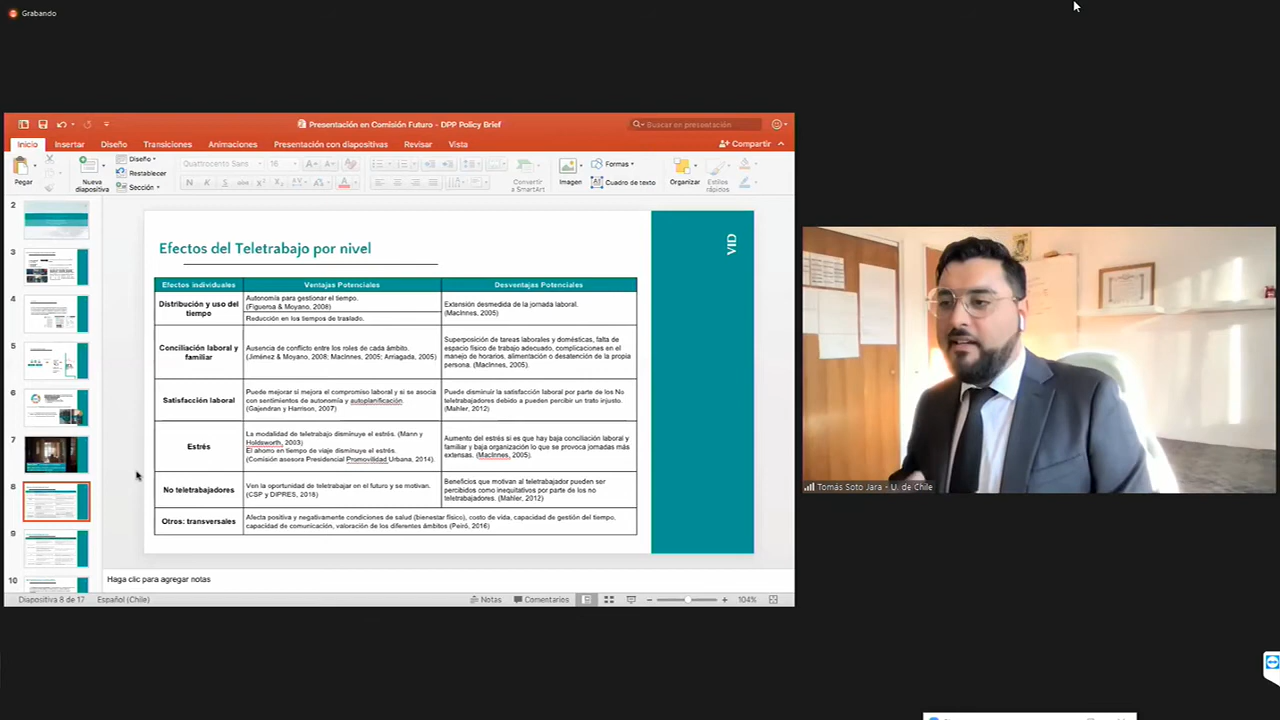 Grabando
Presentación en Comisión Futuro - DPP Policy Brief
Buscar en presentación
Inicio
Insertar
Diseño
Transiciones
Animaciones
Presentación con diapositivas
Revisar
Vista
Compartir
Pegar
Nueva
diapositiva
Diseño
Restablecer
Sección
Quattrocento Sans
16
Convertir
a SmartArt
Imagen
Formas
Cuadro de texto
Organizar
Estilos
rápidos
2
3
4
5
6
7
8
9
10
Efectos del Teletrabajo por nivel
VID
Efectos individuales
Ventajas Potenciales
Desventajas Potenciales
Distribución y uso del
tiempo
Autonomía para gestionar el tiempo.
(Figueroa & Moyano, 2008)
Reducción en los tiempos de traslado.
Extensión desmedida de la jornada laboral.
(MacInnes, 2005)
Conciliación laboral y
familiar
Ausencia de conflicto entre los roles de cada ámbito.
(Jiménez & Moyano, 2008; MacInnes, 2005; Arriagada, 2005)
Superposición de tareas laborales y domésticas, falta de
espacio físico de trabajo adecuado, complicaciones en el
manejo de horarios, alimentación o desatención de la propia
persona. (MacInnes, 2005).
Satisfacción laboral
Puede mejorar si mejora el compromiso laboral y si se asocia
con sentimientos de autonomía y autoplanificación.
(Gajendran y Harrison, 2007)
Puede disminuir la satisfacción laboral por parte de los No
teletrabajadores debido a pueden percibir un trato injusto.
(Mahler, 2012)
Estrés
La modalidad de teletrabajo disminuye el estrés. (Mann y
Holdsworth, 2003)
El ahorro en tiempo de viaje disminuye el estrés.
(Comisión asesora Presidencial Promovilidad Urbana, 2014).
Aumento del estrés si es que hay baja conciliación laboral y
familiar y baja organización lo que se provoca jornadas más
extensas. (MacInnes, 2005).
No teletrabajadores
Ven la oportunidad de teletrabajar en el futuro y se motivan.
(CSP y DIPRES, 2018)
Beneficios que motivan al teletrabajador pueden ser
percibidos como inequitativos por parte de los no
teletrabajadores. (Mahler, 2012)
Otros: transversales
Afecta positiva y negativamente condiciones de salud (bienestar físico), costo de vida, capacidad de gestión del tiempo,
capacidad de comunicación, valoración de los diferentes ámbitos (Peiró, 2016)
Haga clic para agregar notas
Diapositiva 8 de 17
Español (Chile)
Notas
Comentarios
104%
Tomás Soto Jara - U. de Chile